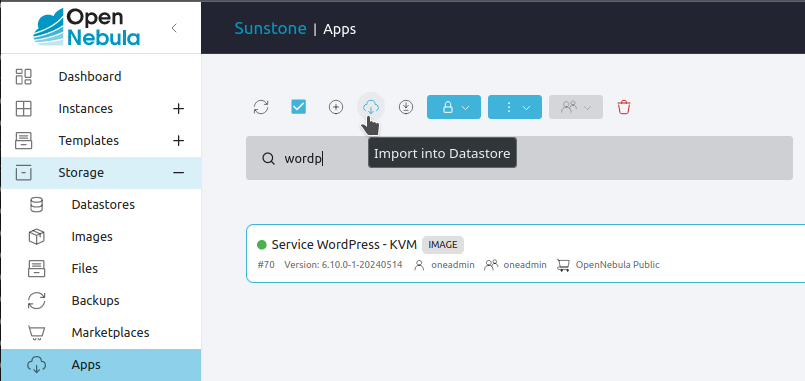 Open
Nebula
Sunstone | Apps
Dashboard
Instances
Templates
Storage
Datastores
Images
Files
Backups
Marketplaces
Apps
wordp
Import into Datastore
Service WordPress - KVM IMAGE
#70 Version: 6.10.0-1-20240514 oneadmin oneadmin OpenNebula Public